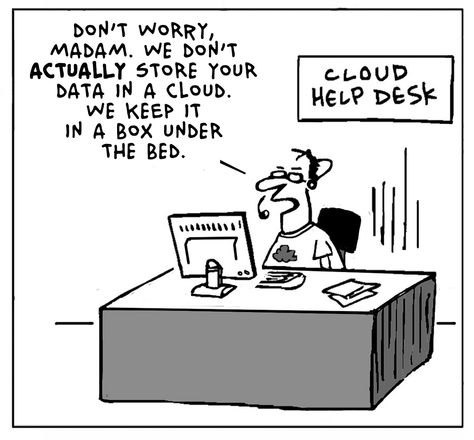 DON'T WORRY,
MADAM. WE DON'T
ACTUALLY STORE YOUR
DATA IN A CLOUD.
WE KEEP IT
IN A BOX UNDER
THE BED.
CLOUD
HELP DESK